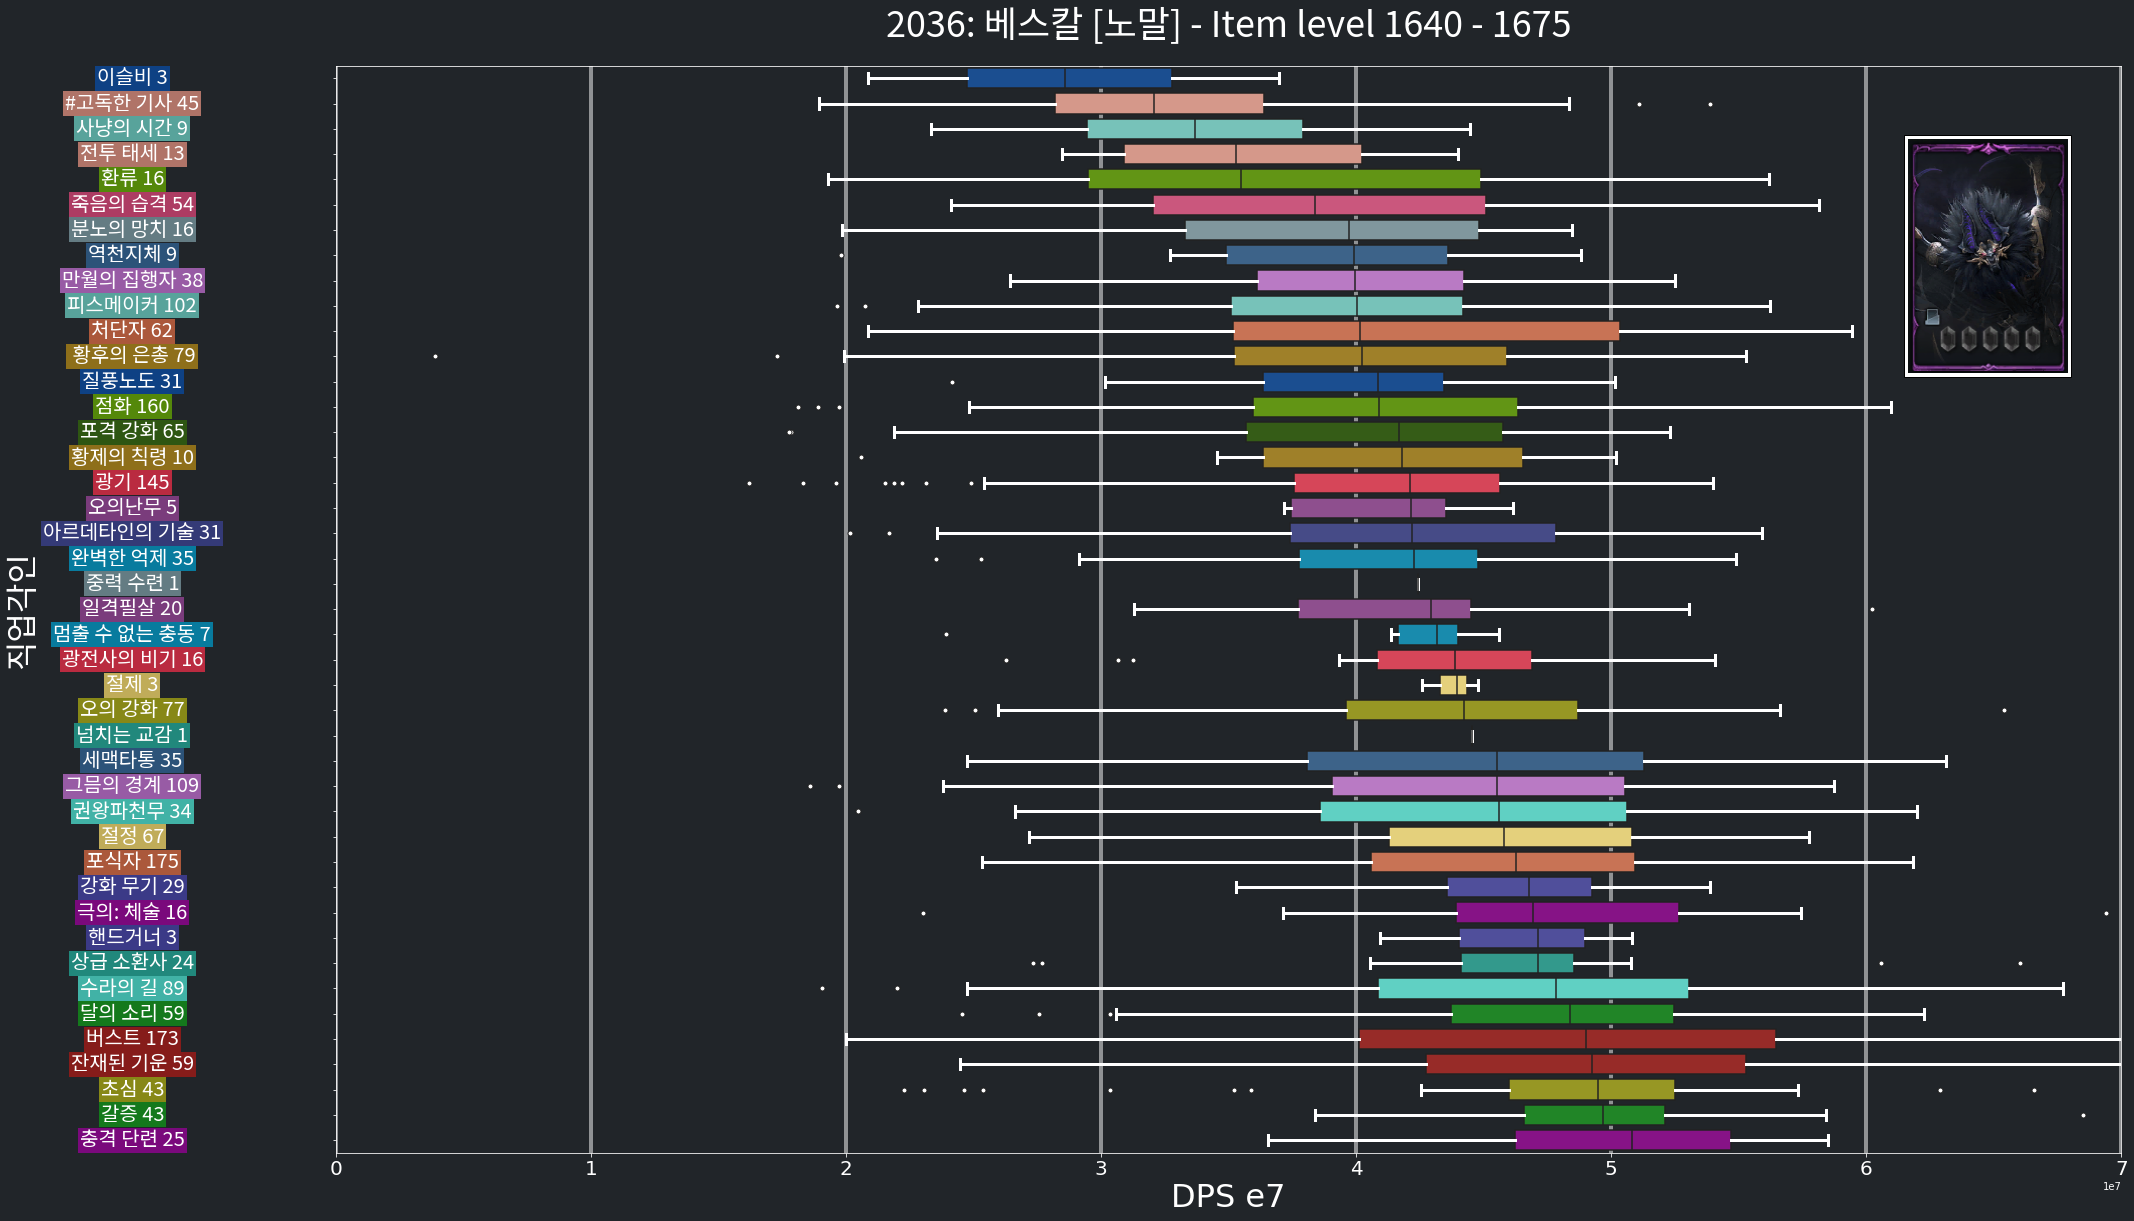 2036: 베스칼 [노말] - Item level 1640 - 1675
이슬비 3
#고독한 기사 45
사냥의 시간 9
전투 태세 13
환류 16
죽음의 습격 54
분노의 망치 16
역천지체 9
만월의 집행자 38
피스메이커 102
처단자 62
황후의 은총 79
질풍노도 31
점화 160
포격 강화 65
황제의 칙령 10
광기 145
오의난무 5
아르데타인의 기술 31
완벽한 억제 35
중력 수련 1
일격필살 20
멈출 수 없는 충동 7
광전사의 비기 16
절제 3
오의 강화 77
넘치는 교감 1
세맥타통 35
그믐의 경계 109
권왕파천무 34
절정 67
포식자 175
강화 무기 29
극의: 체술 16
핸드거너 3
상급 소환사 24
수라의 길 89
달의 소리 59
버스트 173
잔재된 기운 59
초심 43
갈증 43
충격 단련 25
직업각인
0 1 2 3 4 5 6 7
1e7
DPS e7